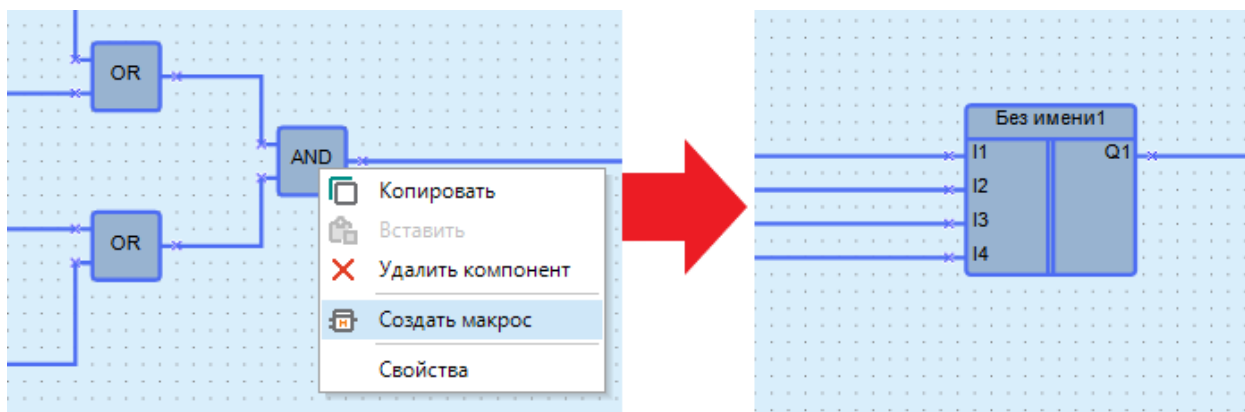 OR
AND
OR
Копировать
Вставить
Удалить компонент
Создать макрос
Свойства
Без имени1
I1 Q1
I2
I3
I4